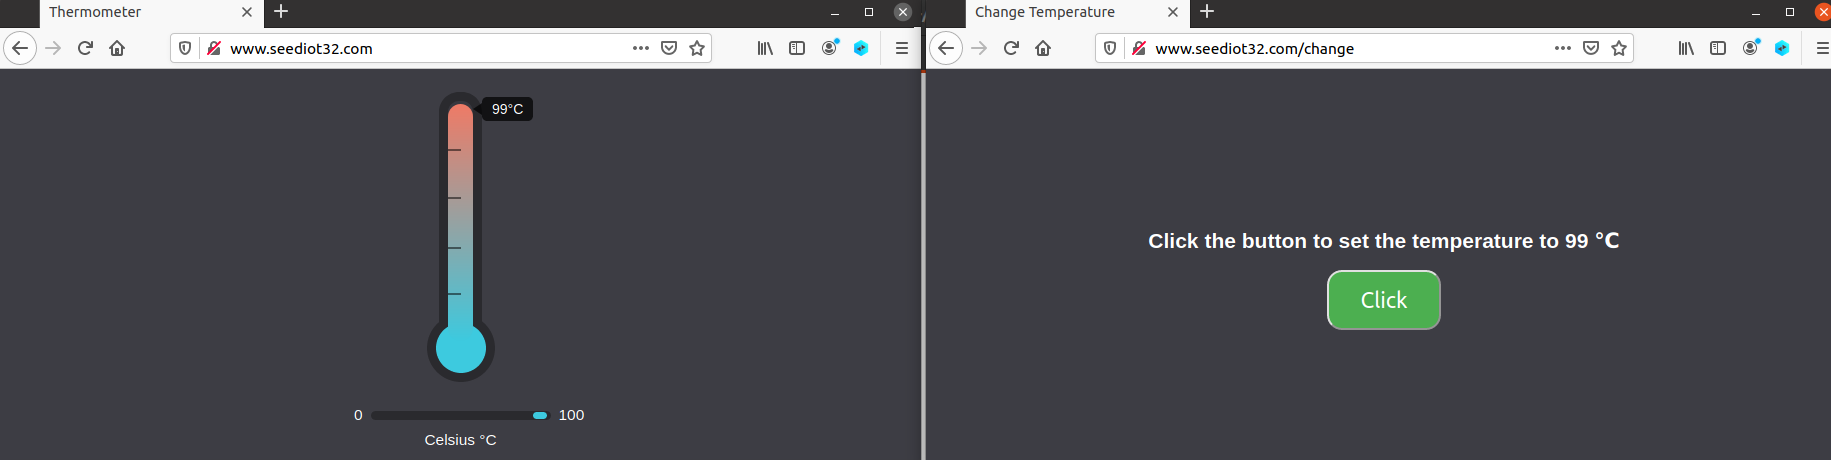 Thermometer
www.seediot32.com
99°C
0
100
Celsius °C
Change Temperature
www.seediot32.com/change
Click the button to set the temperature to 99 °C
Click